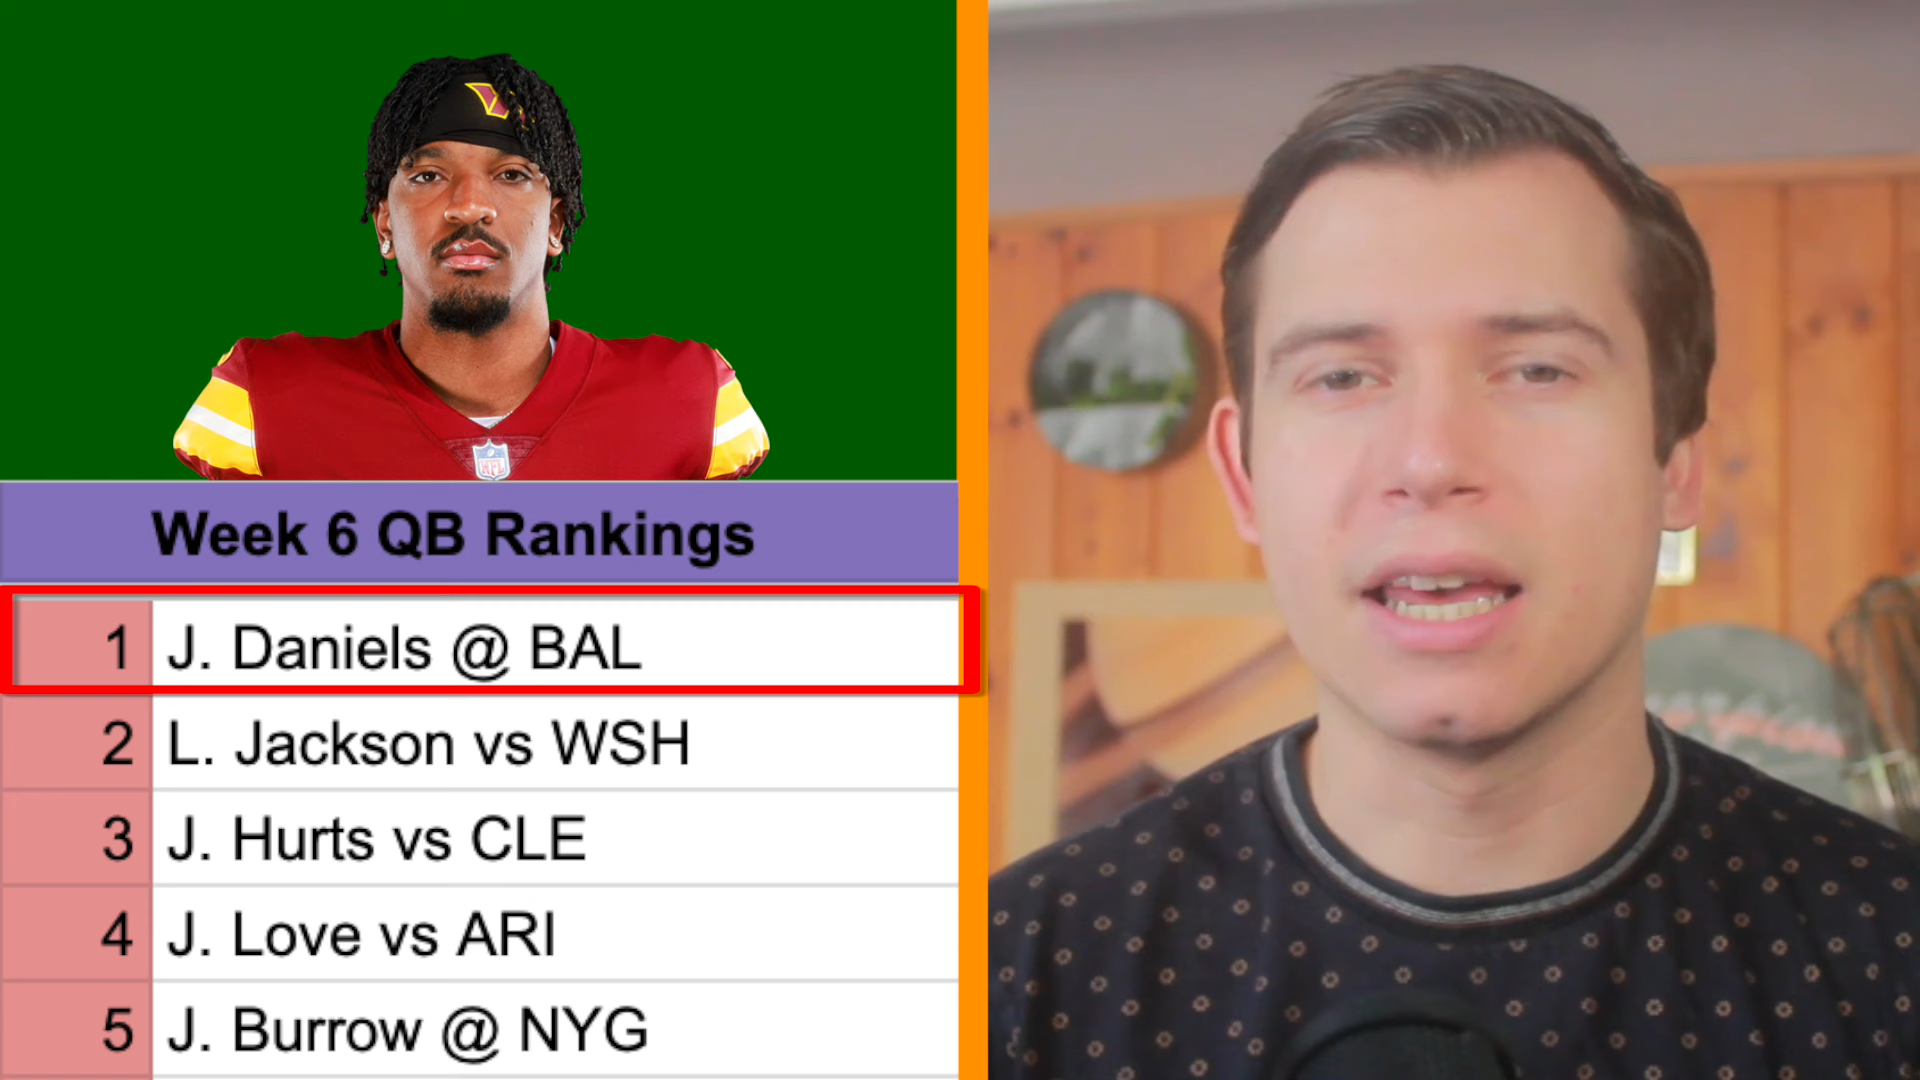 NFL
Week 6 QB Rankings
1 J. Daniels @ BAL
2 L. Jackson vs WSH
3 J. Hurts vs CLE
4 J. Love vs ARI
5 J. Burrow @ NYG